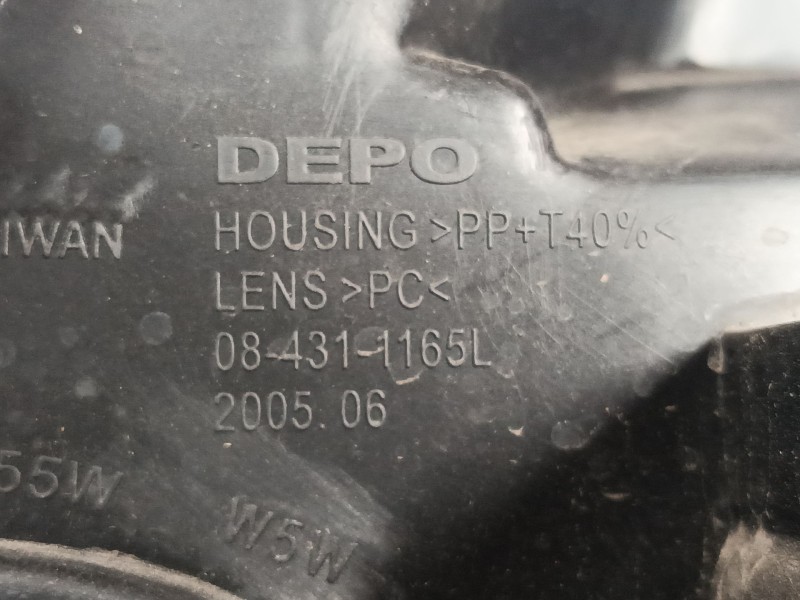 DEPO
IWAN
HOUSING >PP+T40%<
LENS >PC<
08-431-1165L
2005.06
55W
W5W